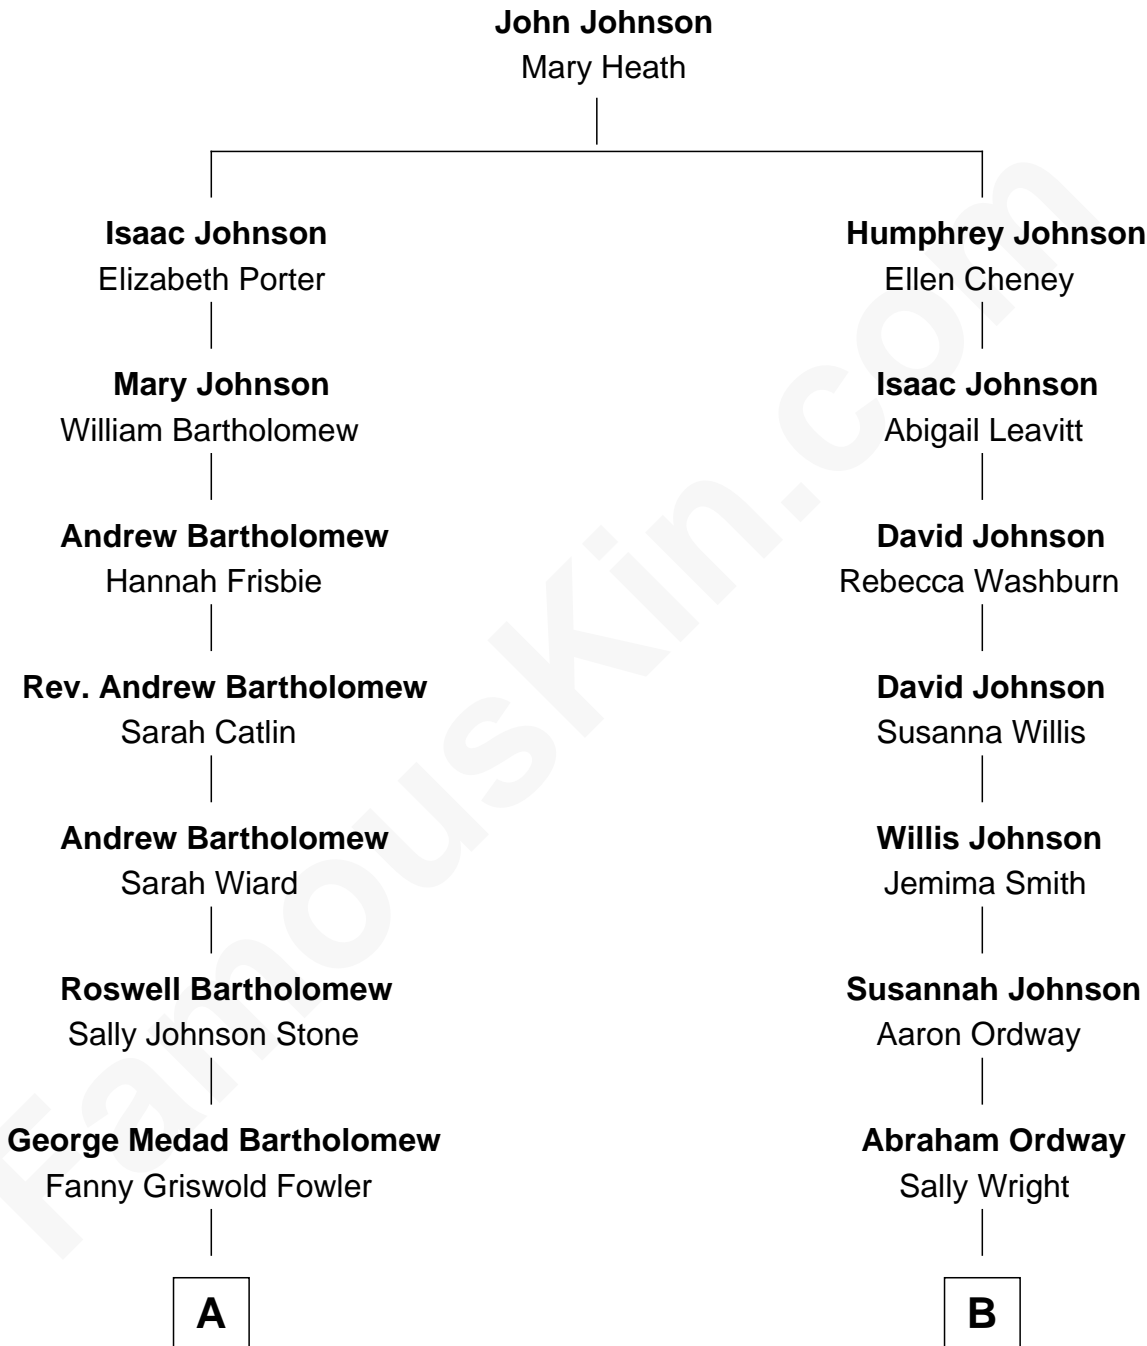 John Johnson
Mary Heath
Isaac Johnson
Elizabeth Porter
Humphrey Johnson
Ellen Cheney
Mary Johnson
William Bartholomew
Isaac Johnson
Abigail Leavitt
Andrew Bartholomew
Hannah Frisbie
David Johnson
Rebecca Washburn
Rev. Andrew Bartholomew
Sarah Catlin
David Johnson
Susanna Willis
Andrew Bartholomew
Sarah Wiard
Willis Johnson
Jemima Smith
Roswell Bartholomew
Sally Johnson Stone
Susannah Johnson
Aaron Ordway
George Medad Bartholomew
Fanny Griswold Fowler
Abraham Ordway
Sally Wright
A
B
FamousKin.com